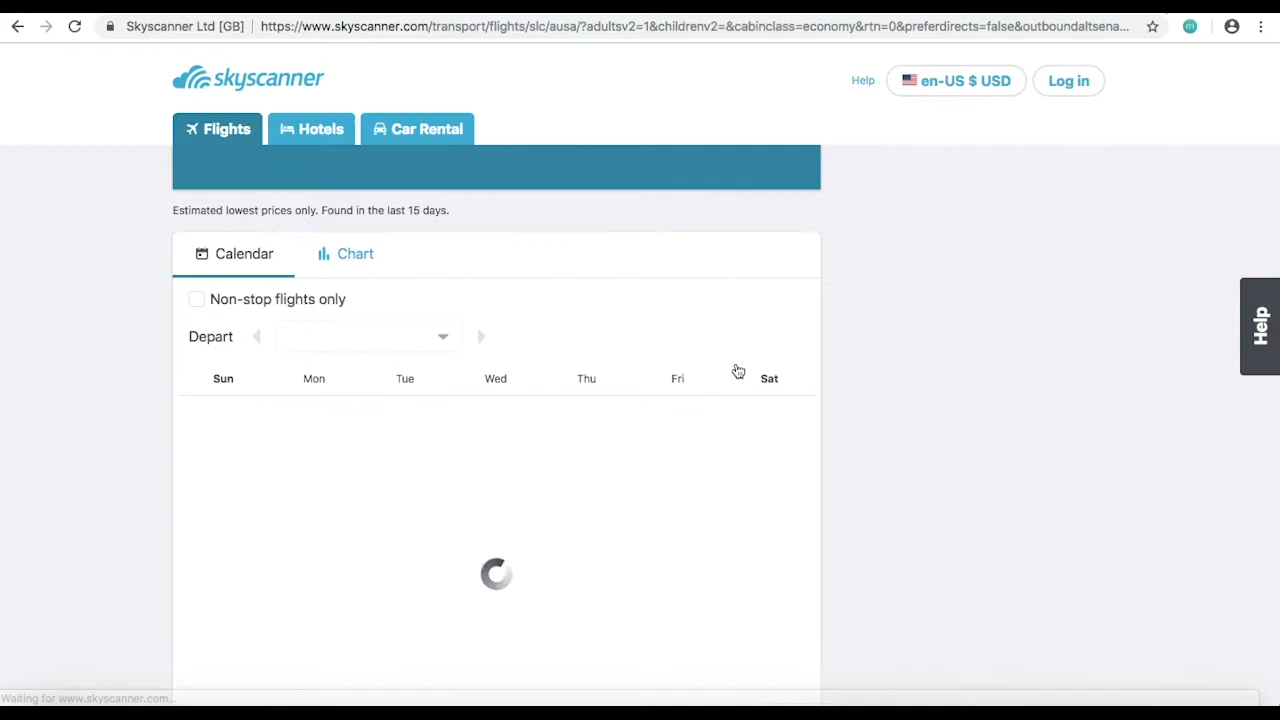 Skyscanner Ltd [GB] https://www.skyscanner.com/transport/flights/slc/ausa/?adultsv2=1&childrenv2=&cabinclass=economy&rtn=0&preferdirects=false&outboundaltsena...
skyscanner
Help
en-US $ USD
Log in
Flights
Hotels
Car Rental
Estimated lowest prices only. Found in the last 15 days.
Calendar
Chart
Non-stop flights only
Help
Depart
Sun Mon Tue Wed Thu Fri Sat
Waiting for www.skyscanner.com...